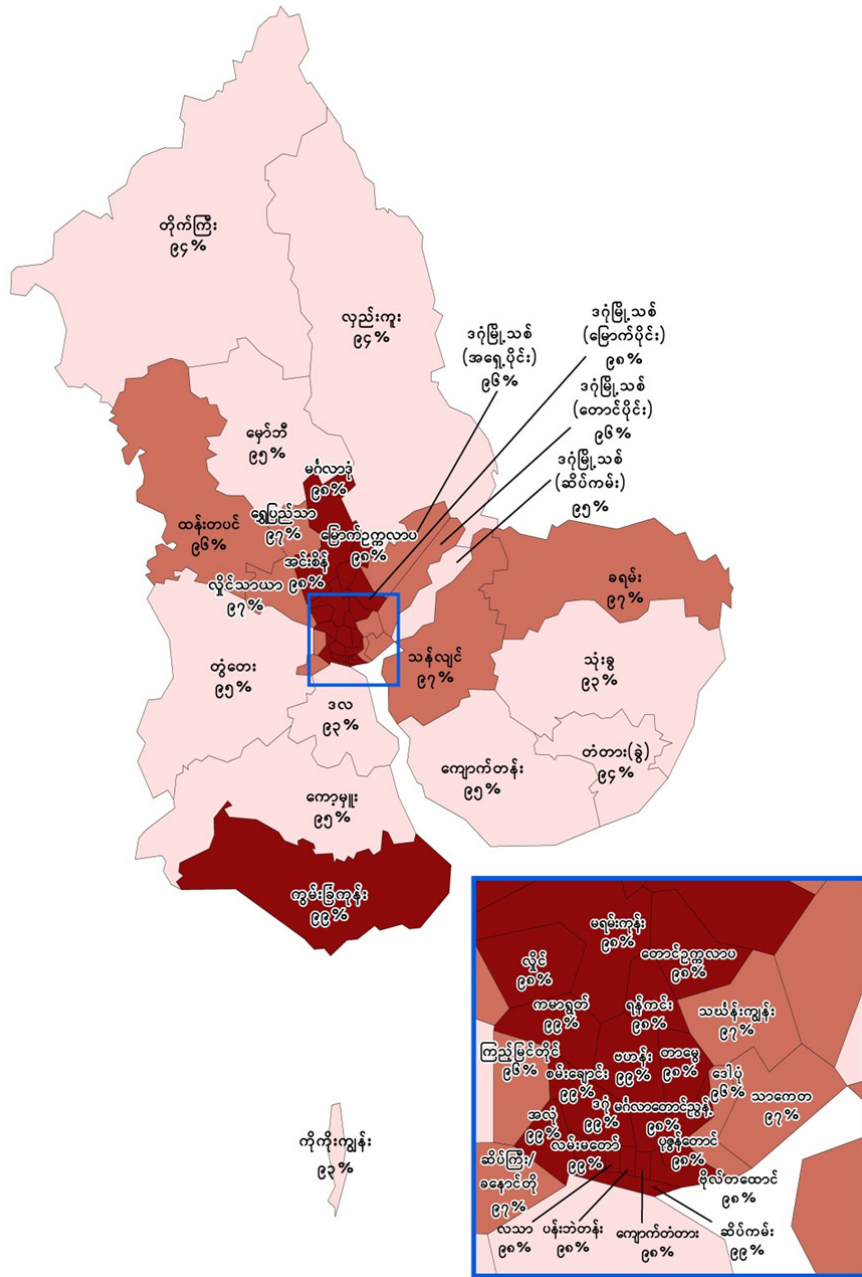 တိုက်ကြီး
၉၄%
လှည်းကူး
၉၄%
ဒဂုံမြို့သစ်
(အရှေ့ပိုင်း)
၉၆%
ဒဂုံမြို့သစ်
(မြောက်ပိုင်း)
၉၈%
ဒဂုံမြို့သစ်
(တောင်ပိုင်း)
၉၆%
ဒဂုံမြို့သစ်
(ဆိပ်ကမ်း)
၉၅%
မှော်ဘီ
၉၅%
မင်္ဂလာဒုံ
၉၈%
ထန်းတပင်
၉၆%
ရွှေပြည်သာ
၉၇%
မြောက်ဥက္ကလာပ
၉၈%
အင်းစိန်
၉၈%
လှိုင်သာယာ
၉၇%
ခရမ်း
၉၇%
တွံတေး
၉၅%
သန်လျင်
၉၇%
သုံးခွ
၉၃%
ဒလ
၉၃%
ကျောက်တန်း
၉၅%
တံတား(ခွဲ)
၉၄%
ကော့မှူး
၉၅%
ကွမ်းခြံကုန်း
၉၉%
ကိုကိုးကျွန်း
၉၃%
မရမ်းကုန်း
၉၈%
လှိုင်
၉၈%
တောင်ဥက္ကလာပ
၉၈%
ကမာရွတ်
၉၉%
ရန်ကင်း
၉၈%
သင်္ဃန်းကျွန်း
၉၇%
ကြည့်မြင်တိုင်
၉၆%
စမ်းချောင်း
၉၉%
ဗဟန်း
၉၉%
တာမွေ
၉၈%
ဒေါပုံ
၉၆%
သာကေတ
၉၇%
အလုံ
၉၉%
ဒဂုံ
၉၉%
မင်္ဂလာတောင်ညွန့်
၉၈%
လမ်းမတော်
၉၉%
ပုဇွန်တောင်
၉၈%
ဆိပ်ကြီး/
ခနောင်တို
၉၇%
ဗိုလ်တထောင်
၉၈%
လသာ
၉၈%
ပန်းဘဲတန်း
၉၈%
ကျောက်တံတား
၉၈%
ဆိပ်ကမ်း
၉၉%